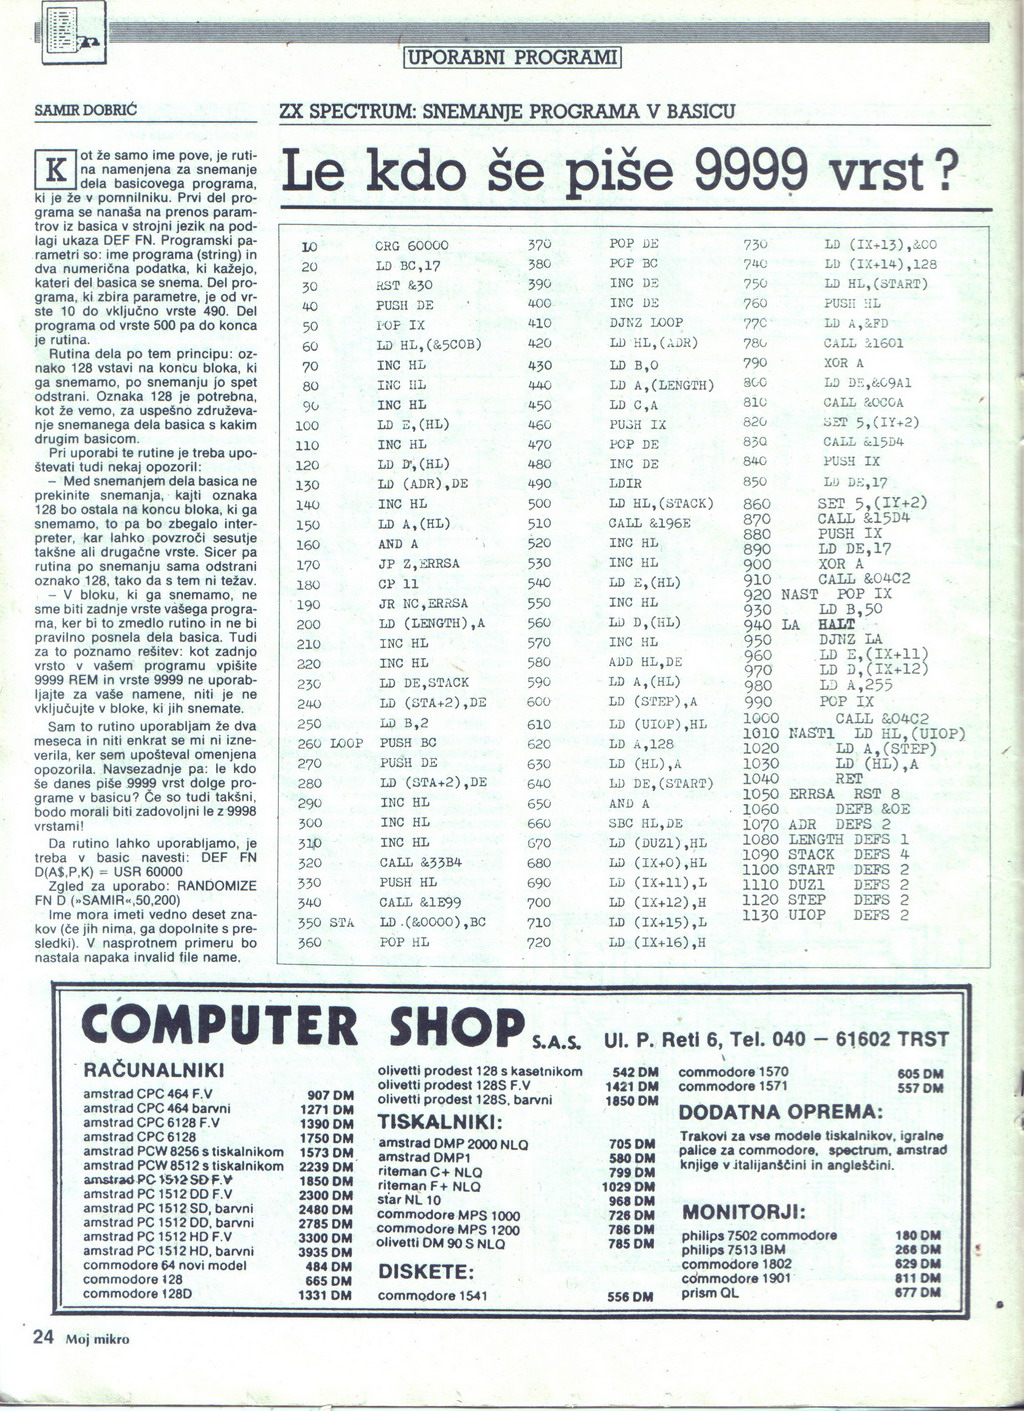 UPORABNI PROGRAMI
SAMIR DOBRIĆ
ZX SPECTRUM: SNEMANJE PROGRAMA V BASICU
Le kdo še piše 9999 vrst?
Kot že samo ime pove, je ruti-
na namenjena za snemanje
dela basicovega programa,
ki je že v pomnilniku. Prvi del pro-
grama se nanaša na prenos param-
trov iz basica v strojni jezik na pod-
lagi ukaza DEF FN. Programski pa-
rametri so: ime programa (string) in
dva numerična podatka, ki kažejo,
kateri del basica se snema. Del pro-
grama, ki zbira parametre, je od vr-
ste 10 do vključno vrste 490. Del
programa od vrste 500 pa do konca
je rutina.
Rutina dela po tem principu: oz-
nako 128 vstavi na koncu bloka, ki
ga snemamo, po snemanju jo spet
odstrani. Oznaka 128 je potrebna,
kot že vemo, za uspešno združeva-
nje snemanega dela basica s kakim
drugim basicom.
Pri uporabi te rutine je treba upo-
števati tudi nekaj opozoril:
– Med snemanjem dela basica ne
prekinite snemanja, kajti oznaka
128 bo ostala na koncu bloka, ki ga
snemamo, to pa bo zbegalo inter-
preter, kar lahko povzroči sesutje
takšne ali drugačne vrste. Sicer pa
rutina po snemanju sama odstrani
oznako 128, tako da s tem ni težav.
– V bloku, ki ga snemamo, ne
sme biti zadnje vrste vašega progra-
ma, ker bi to zmedlo rutino in ne bi
pravilno posnela dela basica. Tudi
za to poznamo rešitev: kot zadnjo
vrsto v vašem programu vpišite
9999 REM in vrste 9999 ne uporab-
ljajte za vaše namene, niti je ne
vključujte v bloke, ki jih snemate.
Sam to rutino uporabljam že dva
meseca in niti enkrat se mi ni izne-
verila, ker sem upošteval omenjena
opozorila. Navsezadnje pa: le kdo
še danes piše 9999 vrst dolge pro-
grame v basicu? Če so tudi takšni,
bodo morali biti zadovoljni le z 9998
vrstami!
Da rutino lahko uporabljamo, je
treba v basic navesti: DEF FN
D(A$,P,K) = USR 60000
Zgled za uporabo: RANDOMIZE
FN D (»SAMIR«,50,200)
Ime mora imeti vedno deset zna-
kov (če jih nima, ga dopolnite s pre-
sledki). V nasprotnem primeru bo
nastala napaka invalid file name.
10 ORG 60000
20 LD BC,17
30 RST &30
40 PUSH DE
50 POP IX
60 LD HL,(&5C0B)
70 INC HL
80 INC HL
90 INC HL
100 LD E,(HL)
110 INC HL
120 LD D,(HL)
130 LD (ADR),DE
140 INC HL
150 LD A,(HL)
160 AND A
170 JP Z,ERRSA
180 CP 11
190 JR NC,ERRSA
200 LD (LENGTH),A
210 INC HL
220 INC HL
230 LD DE,STACK
240 LD (STA+2),DE
250 LD B,2
260 LOOP PUSH BC
270 PUSH DE
280 LD (STA+2),DE
290 INC HL
300 INC HL
310 INC HL
320 CALL &33B4
330 PUSH HL
340 CALL &1E99
350 STA LD (&0000),BC
360 POP HL
370 POP DE
380 POP BC
390 INC DE
400 INC DE
410 DJNZ LOOP
420 LD HL,(ADR)
430 LD B,0
440 LD A,(LENGTH)
450 LD C,A
460 PUSH IX
470 POP DE
480 INC DE
490 LDIR
500 LD HL,(STACK)
510 CALL &196E
520 INC HL
530 INC HL
540 LD E,(HL)
550 INC HL
560 LD D,(HL)
570 INC HL
580 ADD HL,DE
590 LD A,(HL)
600 LD (STEP),A
610 LD (UIOP),HL
620 LD A,128
630 LD (HL),A
640 LD DE,(START)
650 AND A
660 SBC HL,DE
670 LD (DUZ1),HL
680 LD (IX+0),HL
690 LD (IX+11),L
700 LD (IX+12),H
710 LD (IX+15),L
720 LD (IX+16),H
730 LD (IX+13),&00
740 LD (IX+14),128
750 LD HL,(START)
760 PUSH HL
770 LD A,&FD
780 CALL &1601
790 XOR A
800 LD DE,&09A1
810 CALL &0C0A
820 SET 5,(IY+2)
830 CALL &15D4
840 PUSH IX
850 LD DE,17
860 SET 5,(IY+2)
870 CALL &15D4
880 PUSH IX
890 LD DE,17
900 XOR A
910 CALL &04C2
920 NAST POP IX
930 LD B,50
940 LA HALT
950 DJNZ LA
960 LD E,(IX+11)
970 LD D,(IX+12)
980 LD A,255
990 POP IX
1000 CALL &04C2
1010 NAST1 LD HL,(UIOP)
1020 LD A,(STEP)
1030 LD (HL),A
1040 RET
1050 ERRSA RST 8
1060 DEFB &0E
1070 ADR DEFS 2
1080 LENGTH DEFS 1
1090 STACK DEFS 4
1100 START DEFS 2
1110 DUZ1 DEFS 2
1120 STEP DEFS 2
1130 UIOP DEFS 2
COMPUTER SHOP S.A.S. Ul. P. Reti 6, Tel. 040 – 61602 TRST
RAČUNALNIKI
amstrad CPC 464 F.V 907 DM
amstrad CPC 464 barvni 1271 DM
amstrad CPC 6128 F.V 1390 DM
amstrad CPC 6128 1750 DM
amstrad PCW 8256 s tiskalnikom 1573 DM
amstrad PCW 8512 s tiskalnikom 2239 DM
amstrad PC 1512 SD F.V 1850 DM
amstrad PC 1512 DD F.V 2300 DM
amstrad PC 1512 SD, barvni 2480 DM
amstrad PC 1512 DD, barvni 2785 DM
amstrad PC 1512 HD F.V 3300 DM
amstrad PC 1512 HD, barvni 3935 DM
commodore 64 novi model 484 DM
commodore 128 665 DM
commodore 128D 1331 DM
olivetti prodest 128 s kasetnikom 542 DM
olivetti prodest 128S F.V 1421 DM
olivetti prodest 128S, barvni 1850 DM
TISKALNIKI:
amstrad DMP 2000 NLQ 705 DM
amstrad DMP1 580 DM
riteman C+ NLQ 799 DM
riteman F+ NLQ 1029 DM
star NL 10 968 DM
commodore MPS 1000 726 DM
commodore MPS 1200 786 DM
olivetti DM 90 S NLQ 785 DM
DISKETE:
commodore 1541 556 DM
commodore 1570 605 DM
commodore 1571 557 DM
DODATNA OPREMA:
Trakovi za vse modele tiskalnikov, igralne
palice za commodore, spectrum, amstrad
knjige v italijanščini in angleščini.
MONITORJI:
philips 7502 commodore 180 DM
philips 7513 IBM 266 DM
commodore 1802 629 DM
commodore 1901 811 DM
prism QL 677 DM
24 Moj mikro